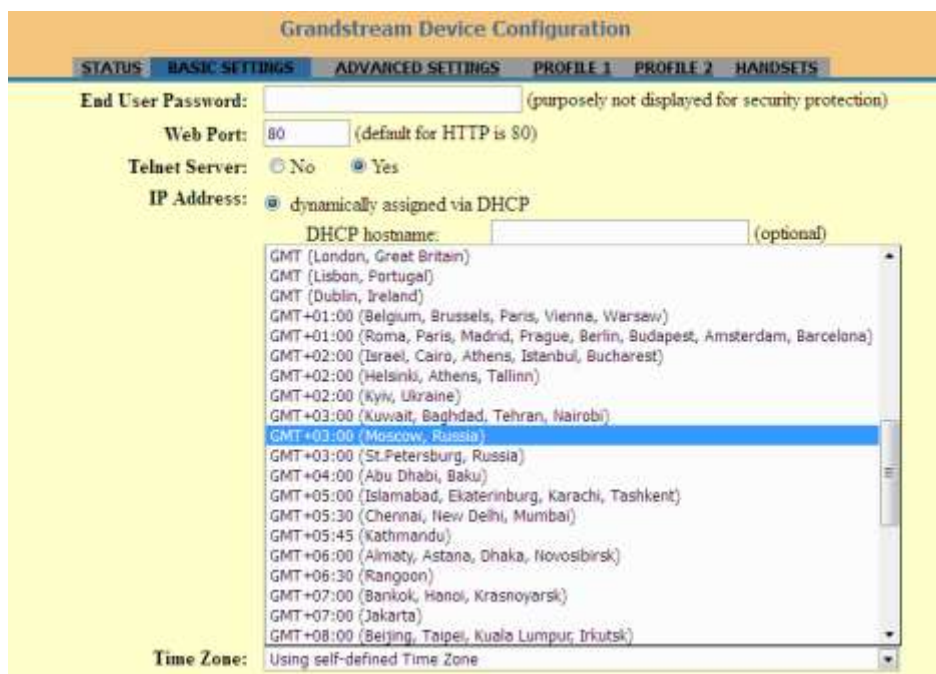 Grandstream Device Configuration
STATUS BASIC SETTINGS ADVANCED SETTINGS PROFILE 1 PROFILE 2 HANDSETS
End User Password: (purposely not displayed for security protection)
Web Port: 80 (default for HTTP is 80)
Telnet Server: No Yes
IP Address: dynamically assigned via DHCP
DHCP hostname: (optional)
GMT (London, Great Britain)
GMT (Lisbon, Portugal)
GMT (Dublin, Ireland)
GMT+01:00 (Belgium, Brussels, Paris, Vienna, Warsaw)
GMT+01:00 (Roma, Paris, Madrid, Prague, Berlin, Budapest, Amsterdam, Barcelona)
GMT+02:00 (Israel, Cairo, Athens, Istanbul, Bucharest)
GMT+02:00 (Helsinki, Athens, Tallinn)
GMT+02:00 (Kyiv, Ukraine)
GMT+03:00 (Kuwait, Baghdad, Tehran, Nairobi)
GMT+03:00 (Moscow, Russia)
GMT+03:00 (St.Petersburg, Russia)
GMT+04:00 (Abu Dhabi, Baku)
GMT+05:00 (Islamabad, Ekaterinburg, Karachi, Tashkent)
GMT+05:30 (Chennai, New Delhi, Mumbai)
GMT+05:45 (Kathmandu)
GMT+06:00 (Almaty, Astana, Dhaka, Novosibirsk)
GMT+06:30 (Rangoon)
GMT+07:00 (Bankok, Hanoi, Krasnoyarsk)
GMT+07:00 (Jakarta)
GMT+08:00 (Beijing, Taipei, Kuala Lumpur, Irkutsk)
Time Zone: Using self-defined Time Zone